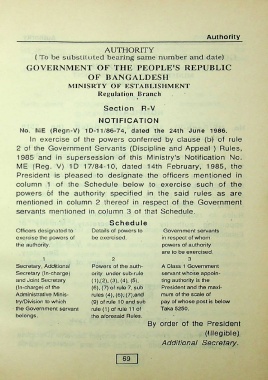 Authority
AUTHORITY
(To be substituted bearing same number and date)
GOVERNMENT OF THE PEOPLE'S REPUBLIC
OF BANGALDESH
MINISRTY OF ESTABLISHMENT
Regulation Branch
Section R-V
NOTIFICATION
No. M/E (Regn-V) 1D-11/86-74, dated the 24th June 1986.
In exercise of the powers conferred by clause (b) of rule
2 of the Government Servants (Discipline and Appeal) Rules,
1985 and in supersession of this Ministry's Notification No.
ME (Reg. V) 1D 17/84-10, dated 14th February, 1985, the
President is pleased to designate the officers mentioned in
column 1 of the Schedule below to exercise such of the
powers of the authority specified in the said rules as are
mentioned in column 2 thereof in respect of the Government
servants mentioned in column 3 of that Schedule.
Schedule
Officers designated to
exercise the powers of
the authority
Details of powers to
be exercised.
Government servants
in respect of whom
powers of authority
are to be exercised.
1
2
3
Secretary, Additional
Secretary (In-charge)
and Joint Secretary
(In-charge) of the
Administrative Minis-
try/Division to which
the Government servant
belongs.
Powers of the auth-
ority under sub-rule
(1),(2), (3), (4), (5),
(6), (7) of rule 7, sub
rules (4), (6), (7),and
(9) of rule 10 and sub
rule (1) of rule 11 of
the aforesaid Rules.
A Class 1 Government
servant whose appoin-
ting authority is the
President and the maxi-
mum of the scale of
pay of whose post is below
Taka 5250.
By order of the President
(Illegible)
Additional Secretary.
69